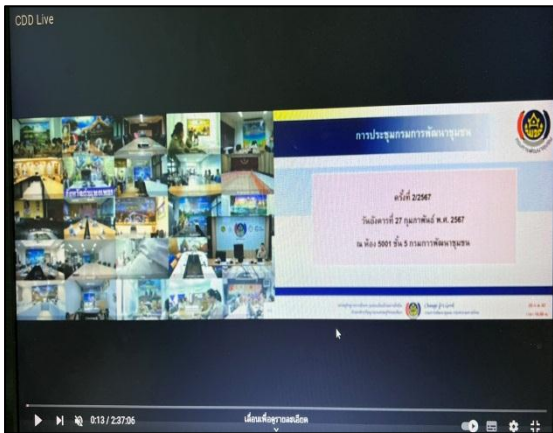 CDD Live
การประชุมกรมการพัฒนาชุมชน
ครั้งที่ 2/2567
วันอังคารที่ 27 กุมภาพันธ์ พ.ศ. 2567
ณ ห้อง 5001 ชั้น 5 กรมการพัฒนาชุมชน
Change for Good
0:13 / 2:37:06
เลื่อนเพื่อดูรายละเอียด